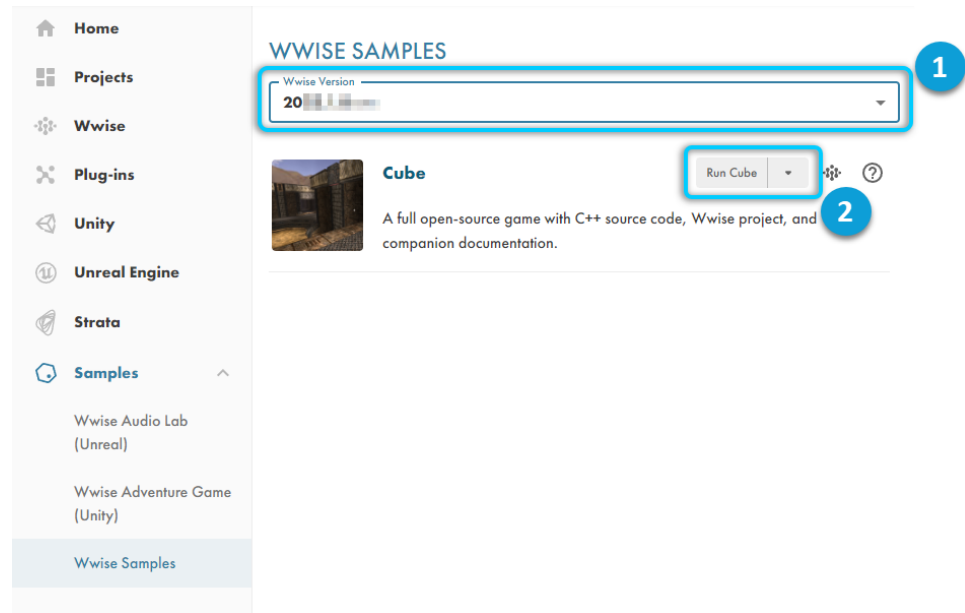 Home
Projects
Wwise
Plug-ins
Unity
Unreal Engine
Strata
Samples
Wwise Audio Lab
(Unreal)
Wwise Adventure Game
(Unity)
Wwise Samples
WWISE SAMPLES
Wwise Version
20
1
Cube
Run Cube
2
A full open-source game with C++ source code, Wwise project, and
companion documentation.